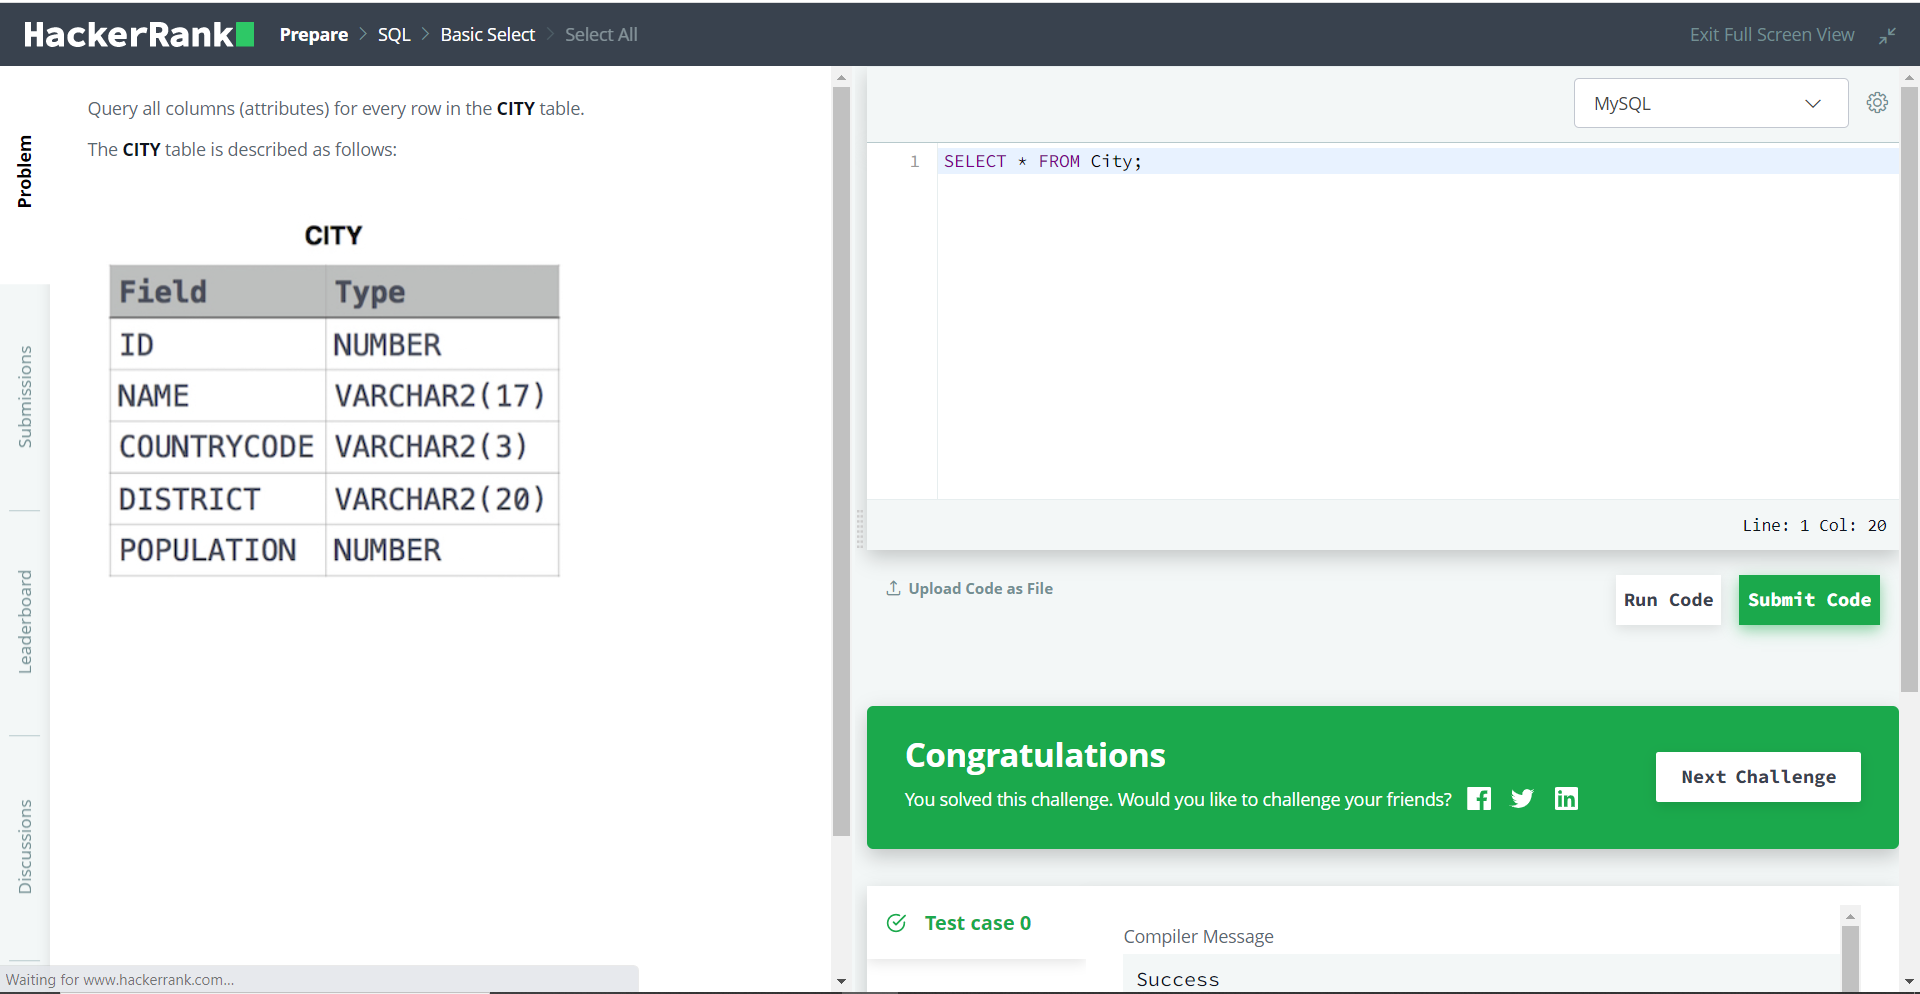 HackerRank
Prepare > SQL > Basic Select > Select All
Exit Full Screen View
Problem
Submissions
Leaderboard
Discussions
Query all columns (attributes) for every row in the CITY table.
The CITY table is described as follows:
CITY
Field Type
ID NUMBER
NAME VARCHAR2(17)
COUNTRYCODE VARCHAR2(3)
DISTRICT VARCHAR2(20)
POPULATION NUMBER
Waiting for www.hackerrank.com...
MySQL
1 SELECT * FROM City;
Line: 1 Col: 20
Upload Code as File
Run Code
Submit Code
Congratulations
You solved this challenge. Would you like to challenge your friends?
Next Challenge
Test case 0
Compiler Message
Success